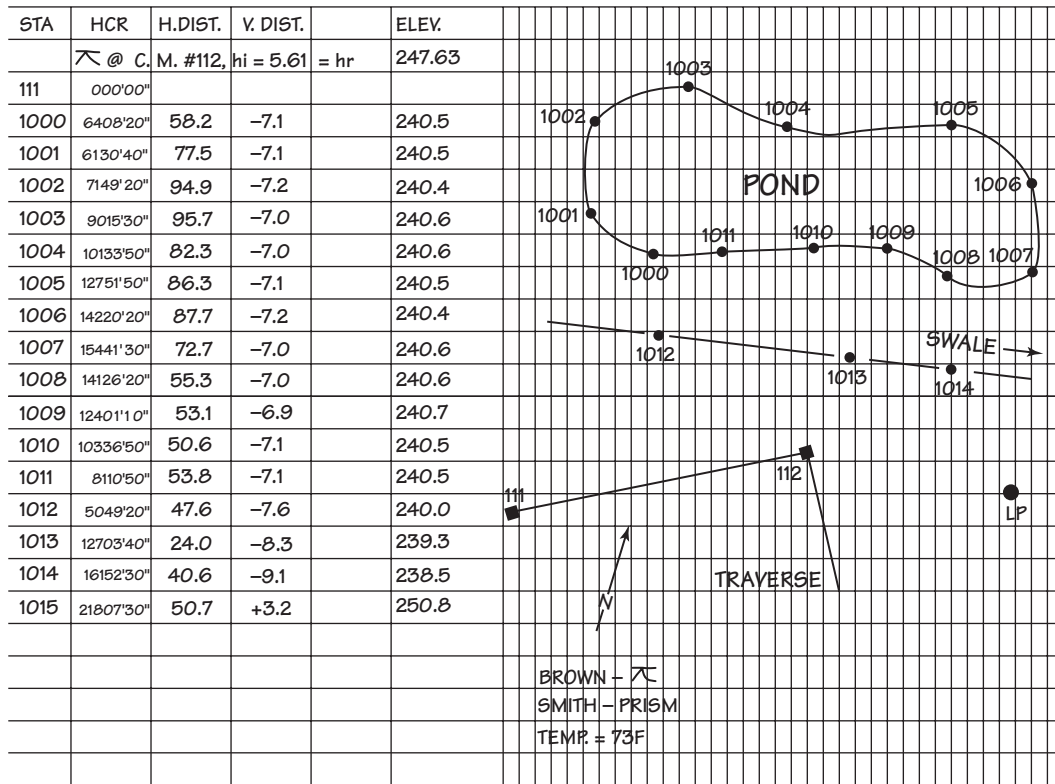 STA HCR H.DIST. V. DIST. ELEV.
⊼ @ C. M. #112, hi = 5.61 = hr 247.63
111 000'00"
1000 6408'20" 58.2 –7.1 240.5
1001 6130'40" 77.5 –7.1 240.5
1002 7149'20" 94.9 –7.2 240.4
1003 9015'30" 95.7 –7.0 240.6
1004 10133'50" 82.3 –7.0 240.6
1005 12751'50" 86.3 –7.1 240.5
1006 14220'20" 87.7 –7.2 240.4
1007 15441'30" 72.7 –7.0 240.6
1008 14126'20" 55.3 –7.0 240.6
1009 12401'10" 53.1 –6.9 240.7
1010 10336'50" 50.6 –7.1 240.5
1011 8110'50" 53.8 –7.1 240.5
1012 5049'20" 47.6 –7.6 240.0
1013 12703'40" 24.0 –8.3 239.3
1014 16152'30" 40.6 –9.1 238.5
1015 21807'30" 50.7 +3.2 250.8
1003
1002
1004
1005
POND
1006
1001
1011
1010
1009
1000
1008 1007
SWALE
1012
1013
1014
112
111
LP
TRAVERSE
N
BROWN – ⊼
SMITH – PRISM
TEMP. = 73F